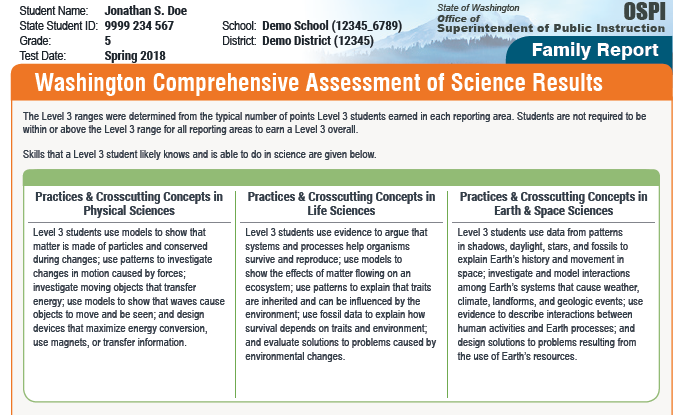 Student Name: Jonathan S. Doe
State Student ID: 9999 234 567
Grade: 5
Test Date: Spring 2018
School: Demo School (12345_6789)
District: Demo District (12345)
State of Washington
Office of
Superintendent of Public Instruction
OSPI
Family Report
Washington Comprehensive Assessment of Science Results
The Level 3 ranges were determined from the typical number of points Level 3 students earned in each reporting area. Students are not required to be
within or above the Level 3 range for all reporting areas to earn a Level 3 overall.
Skills that a Level 3 student likely knows and is able to do in science are given below.
Practices & Crosscutting Concepts in
Physical Sciences
Level 3 students use models to show that
matter is made of particles and conserved
during changes; use patterns to investigate
changes in motion caused by forces;
investigate moving objects that transfer
energy; use models to show that waves cause
objects to move and be seen; and design
devices that maximize energy conversion,
use magnets, or transfer information.
Practices & Crosscutting Concepts in
Life Sciences
Level 3 students use evidence to argue that
systems and processes help organisms
survive and reproduce; use models to
show the effects of matter flowing on an
ecosystem; use patterns to explain that traits
are inherited and can be influenced by the
environment; use fossil data to explain how
survival depends on traits and environment;
and evaluate solutions to problems caused by
environmental changes.
Practices & Crosscutting Concepts in
Earth & Space Sciences
Level 3 students use data from patterns
in shadows, daylight, stars, and fossils to
explain Earth's history and movement in
space; investigate and model interactions
among Earth's systems that cause weather,
climate, landforms, and geologic events; use
evidence to describe interactions between
human activities and Earth processes; and
design solutions to problems resulting from
the use of Earth's resources.